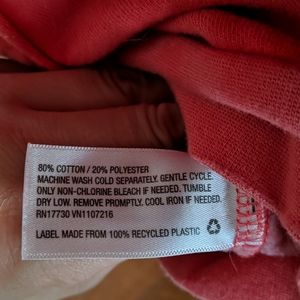 80% COTTON / 20% POLYESTER
MACHINE WASH COLD SEPARATELY. GENTLE CYCLE.
ONLY NON-CHLORINE BLEACH IF NEEDED. TUMBLE
DRY LOW. REMOVE PROMPTLY. COOL IRON IF NEEDED.
RN17730 VN1107216
LABEL MADE FROM 100% RECYCLED PLASTIC